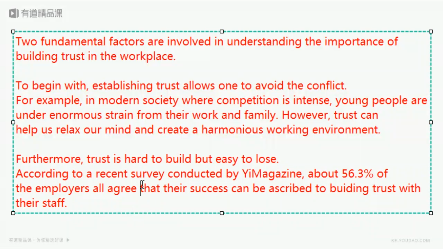 有道精品课
Two fundamental factors are involved in understanding the importance of
building trust in the workplace.
To begin with, establishing trust allows one to avoid the conflict.
For example, in modern society where competition is intense, young people are
under enormous strain from their work and family. However, trust can
help us relax our mind and create a harmonious working environment.
Furthermore, trust is hard to build but easy to lose.
According to a recent survey conducted by YiMagazine, about 56.3% of
the employers all agree that their success can be ascribed to buiding trust with
their staff.